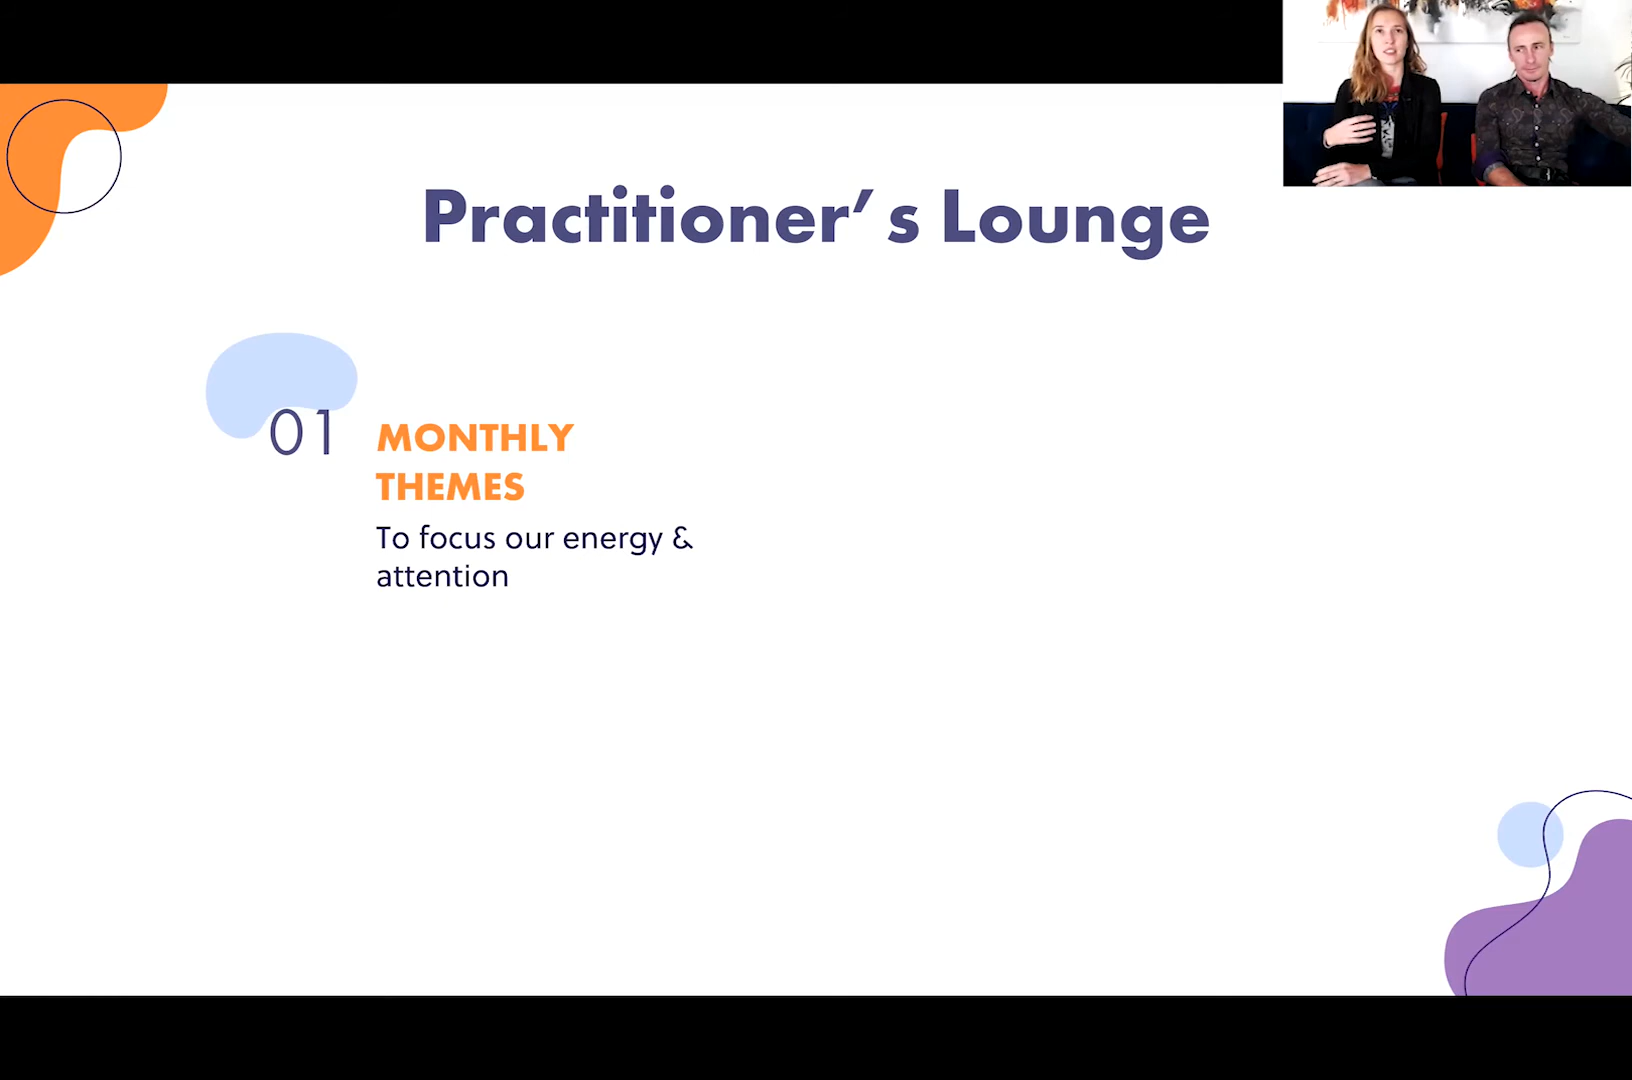 Practitioner’s Lounge
01
MONTHLY
THEMES
To focus our energy &
attention